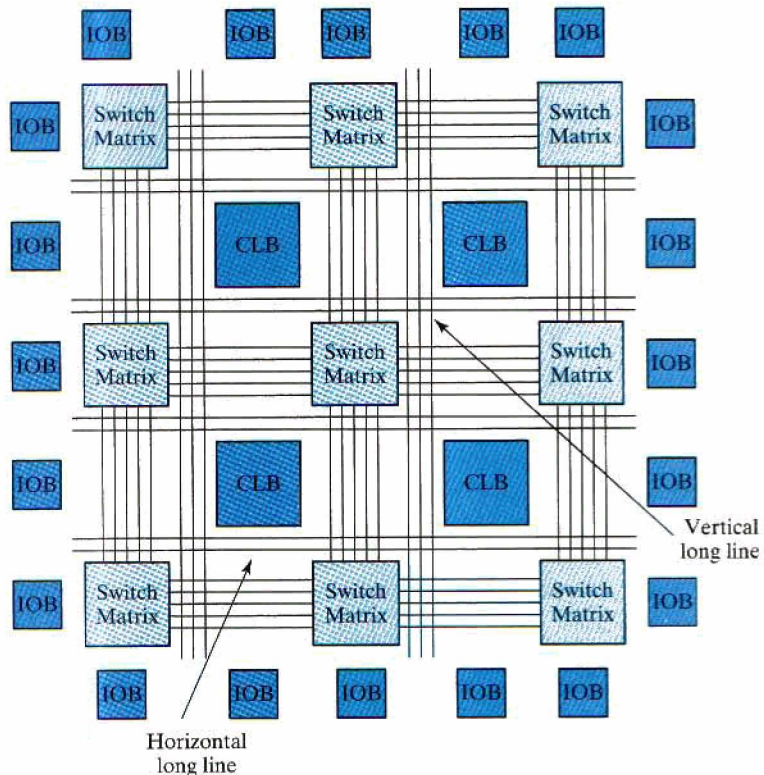 IOB IOB IOB IOB IOB
IOB Switch Matrix Switch Matrix Switch Matrix IOB
IOB CLB CLB IOB
IOB Switch Matrix Switch Matrix Switch Matrix IOB
IOB CLB CLB IOB
Vertical
long line
IOB Switch Matrix Switch Matrix Switch Matrix IOB
IOB IOB IOB IOB IOB
Horizontal
long line